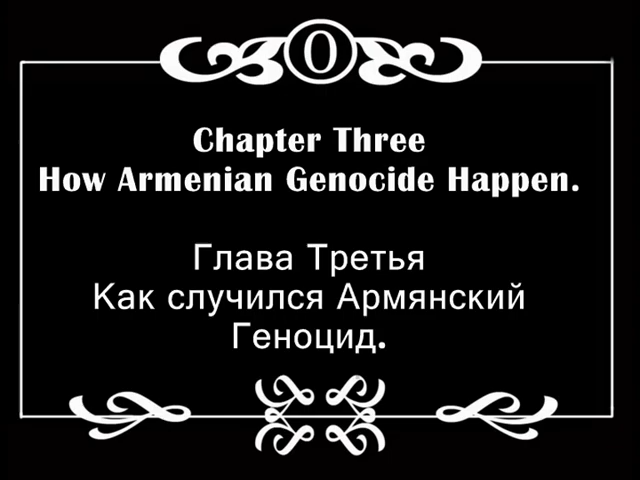 O
Chapter Three
How Armenian Genocide Happen.
Глава Третья
Как случился Армянский
Геноцид.